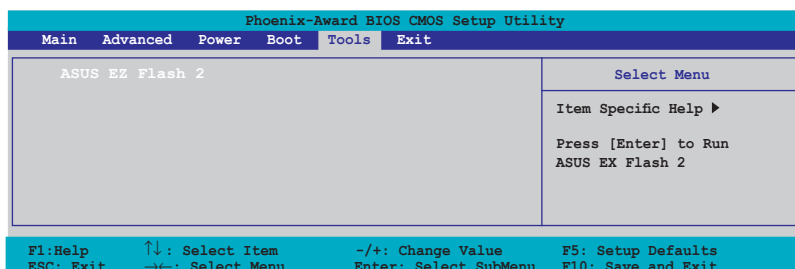 Phoenix-Award BIOS CMOS Setup Utility
Main Advanced Power Boot Tools Exit
ASUS EZ Flash 2
Select Menu
Item Specific Help ▶
Press [Enter] to Run
ASUS EX Flash 2
F1:Help ↑↓: Select Item -/+: Change Value F5: Setup Defaults
ESC: Exit →←: Select Menu Enter: Select SubMenu F10: Save and Exit